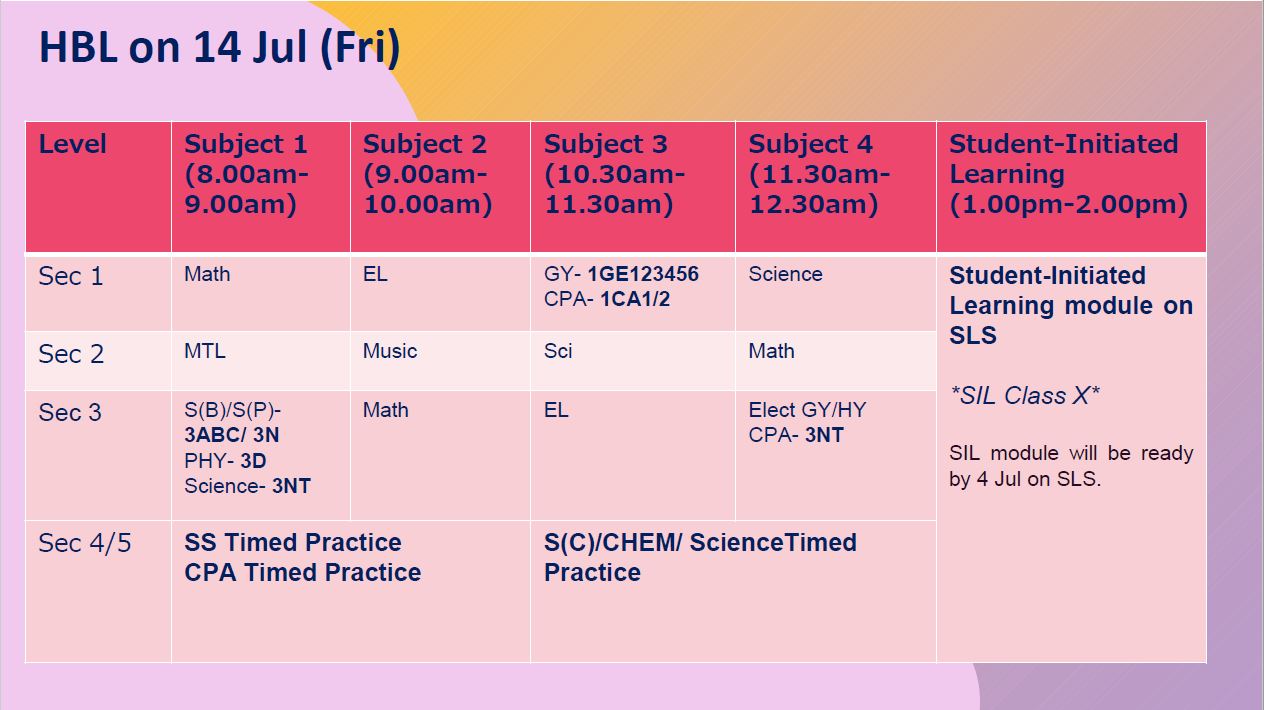 HBL on 14 Jul (Fri)
Level
Subject 1
(8.00am-
9.00am)
Subject 2
(9.00am-
10.00am)
Subject 3
(10.30am-
11.30am)
Subject 4
(11.30am-
12.30am)
Student-Initiated
Learning
(1.00pm-2.00pm)
Sec 1
Math
EL
GY- 1GE123456
CPA- 1CA1/2
Science
Student-Initiated
Learning module on
SLS
*SIL Class X*
SIL module will be ready
by 4 Jul on SLS.
Sec 2
MTL
Music
Sci
Math
Sec 3
S(B)/S(P)-
3ABC/ 3N
PHY- 3D
Science- 3NT
Math
EL
Elect GY/HY
CPA- 3NT
Sec 4/5
SS Timed Practice
CPA Timed Practice
S(C)/CHEM/ ScienceTimed
Practice